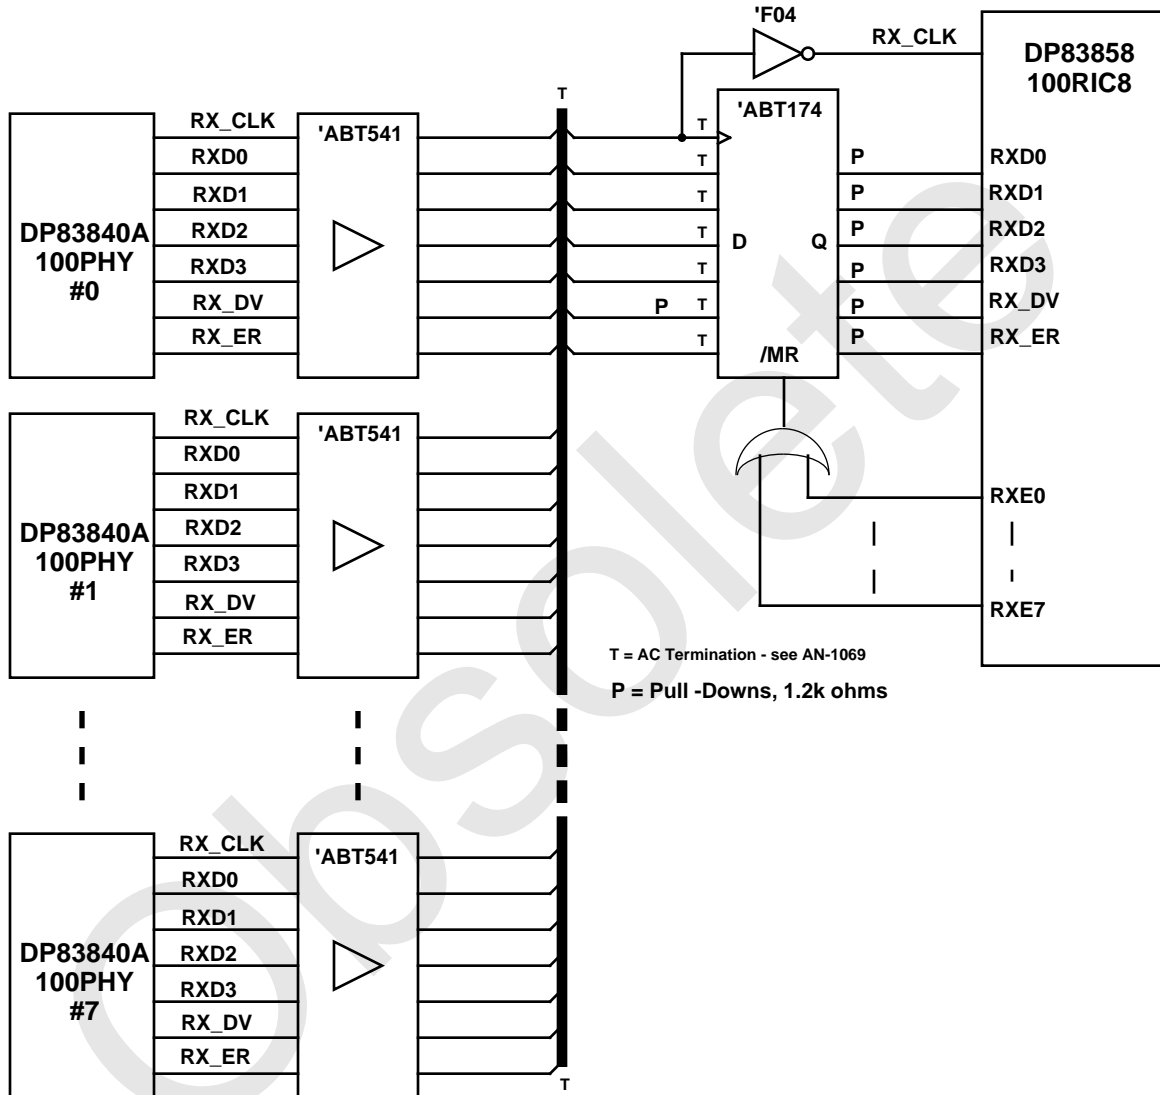 'F04
RX_CLK
DP83858
100RIC8
T
'ABT174
RX_CLK
'ABT541
T
RXD0
T
P
RXD0
RXD1
T
P
RXD1
DP83840A
100PHY
#0
RXD2
T
D
Q
P
RXD2
RXD3
T
P
RXD3
RX_DV
P
T
P
RX_DV
RX_ER
T
P
RX_ER
/MR
RX_CLK
'ABT541
RXD0
RXD1
DP83840A
100PHY
#1
RXD2
RXD3
RX_DV
RX_ER
RXE0
RXE7
T = AC Termination - see AN-1069
P = Pull -Downs, 1.2k ohms
RX_CLK
'ABT541
RXD0
RXD1
DP83840A
100PHY
#7
RXD2
RXD3
RX_DV
RX_ER
T
Obsolete